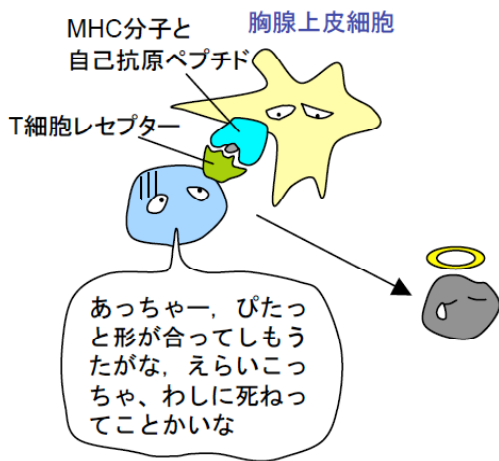 MHC分子と
自己抗原ペプチド
胸腺上皮細胞
T細胞レセプター
あっちゃー，ぴたっ
と形が合ってしもう
たがな，えらいこっ
ちゃ、わしに死ねっ
てことかいな